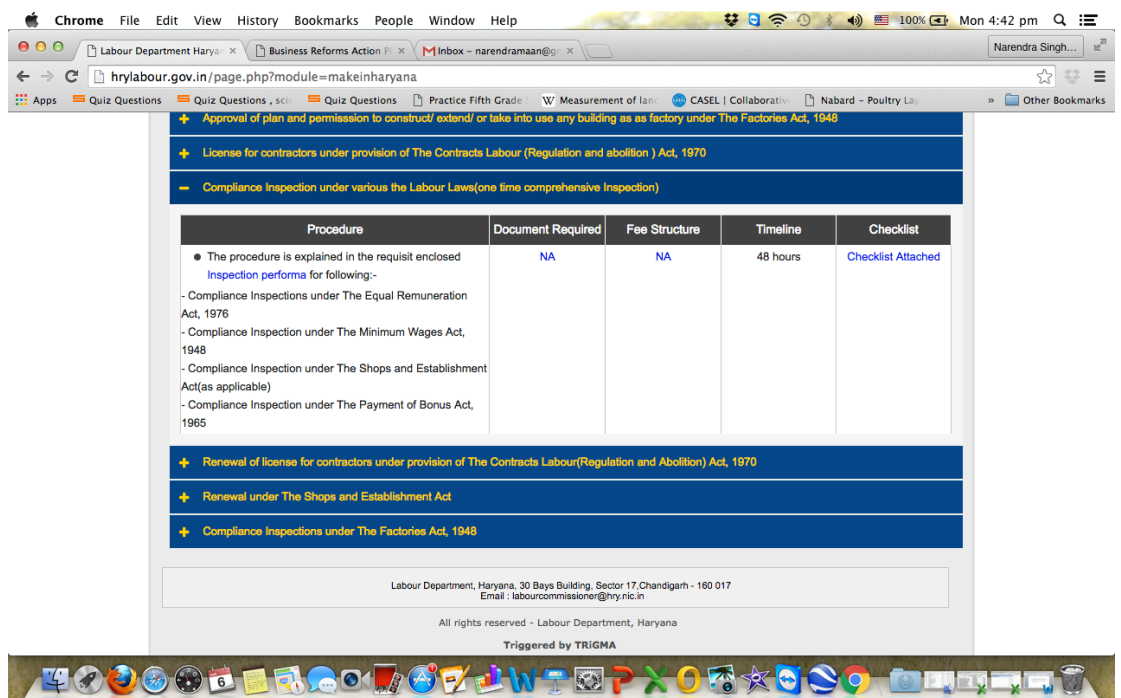 Chrome File Edit View History Bookmarks People Window Help 100% Mon 4:42 pm
Labour Department Haryan × Business Reforms Action Pl × Inbox – narendramaan@gm × Narendra Singh...
hrylabour.gov.in/page.php?module=makeinharyana
Apps Quiz Questions Quiz Questions , scie Quiz Questions Practice Fifth Grade Measurement of land CASEL | Collaborative Nabard – Poultry Lay » Other Bookmarks
+ Approval of plan and permisssion to construct/ extend/ or take into use any building as as factory under The Factories Act, 1948
+ License for contractors under provision of The Contracts Labour (Regulation and abolition ) Act, 1970
– Compliance Inspection under various the Labour Laws(one time comprehensive Inspection)
Procedure Document Required Fee Structure Timeline Checklist
● The procedure is explained in the requisit enclosed NA NA 48 hours Checklist Attached
Inspection performa for following:-
- Compliance Inspections under The Equal Remuneration
Act, 1976
- Compliance Inspection under The Minimum Wages Act,
1948
- Compliance Inspection under The Shops and Establishment
Act(as applicable)
- Compliance Inspection under The Payment of Bonus Act,
1965
+ Renewal of license for contractors under provision of The Contracts Labour(Regulation and Abolition) Act, 1970
+ Renewal under The Shops and Establishment Act
+ Compliance Inspections under The Factories Act, 1948
Labour Department, Haryana, 30 Bays Building, Sector 17,Chandigarh - 160 017
Email : labourcommissioner@hry.nic.in
All rights reserved - Labour Department, Haryana
Triggered by TRiGMA
6